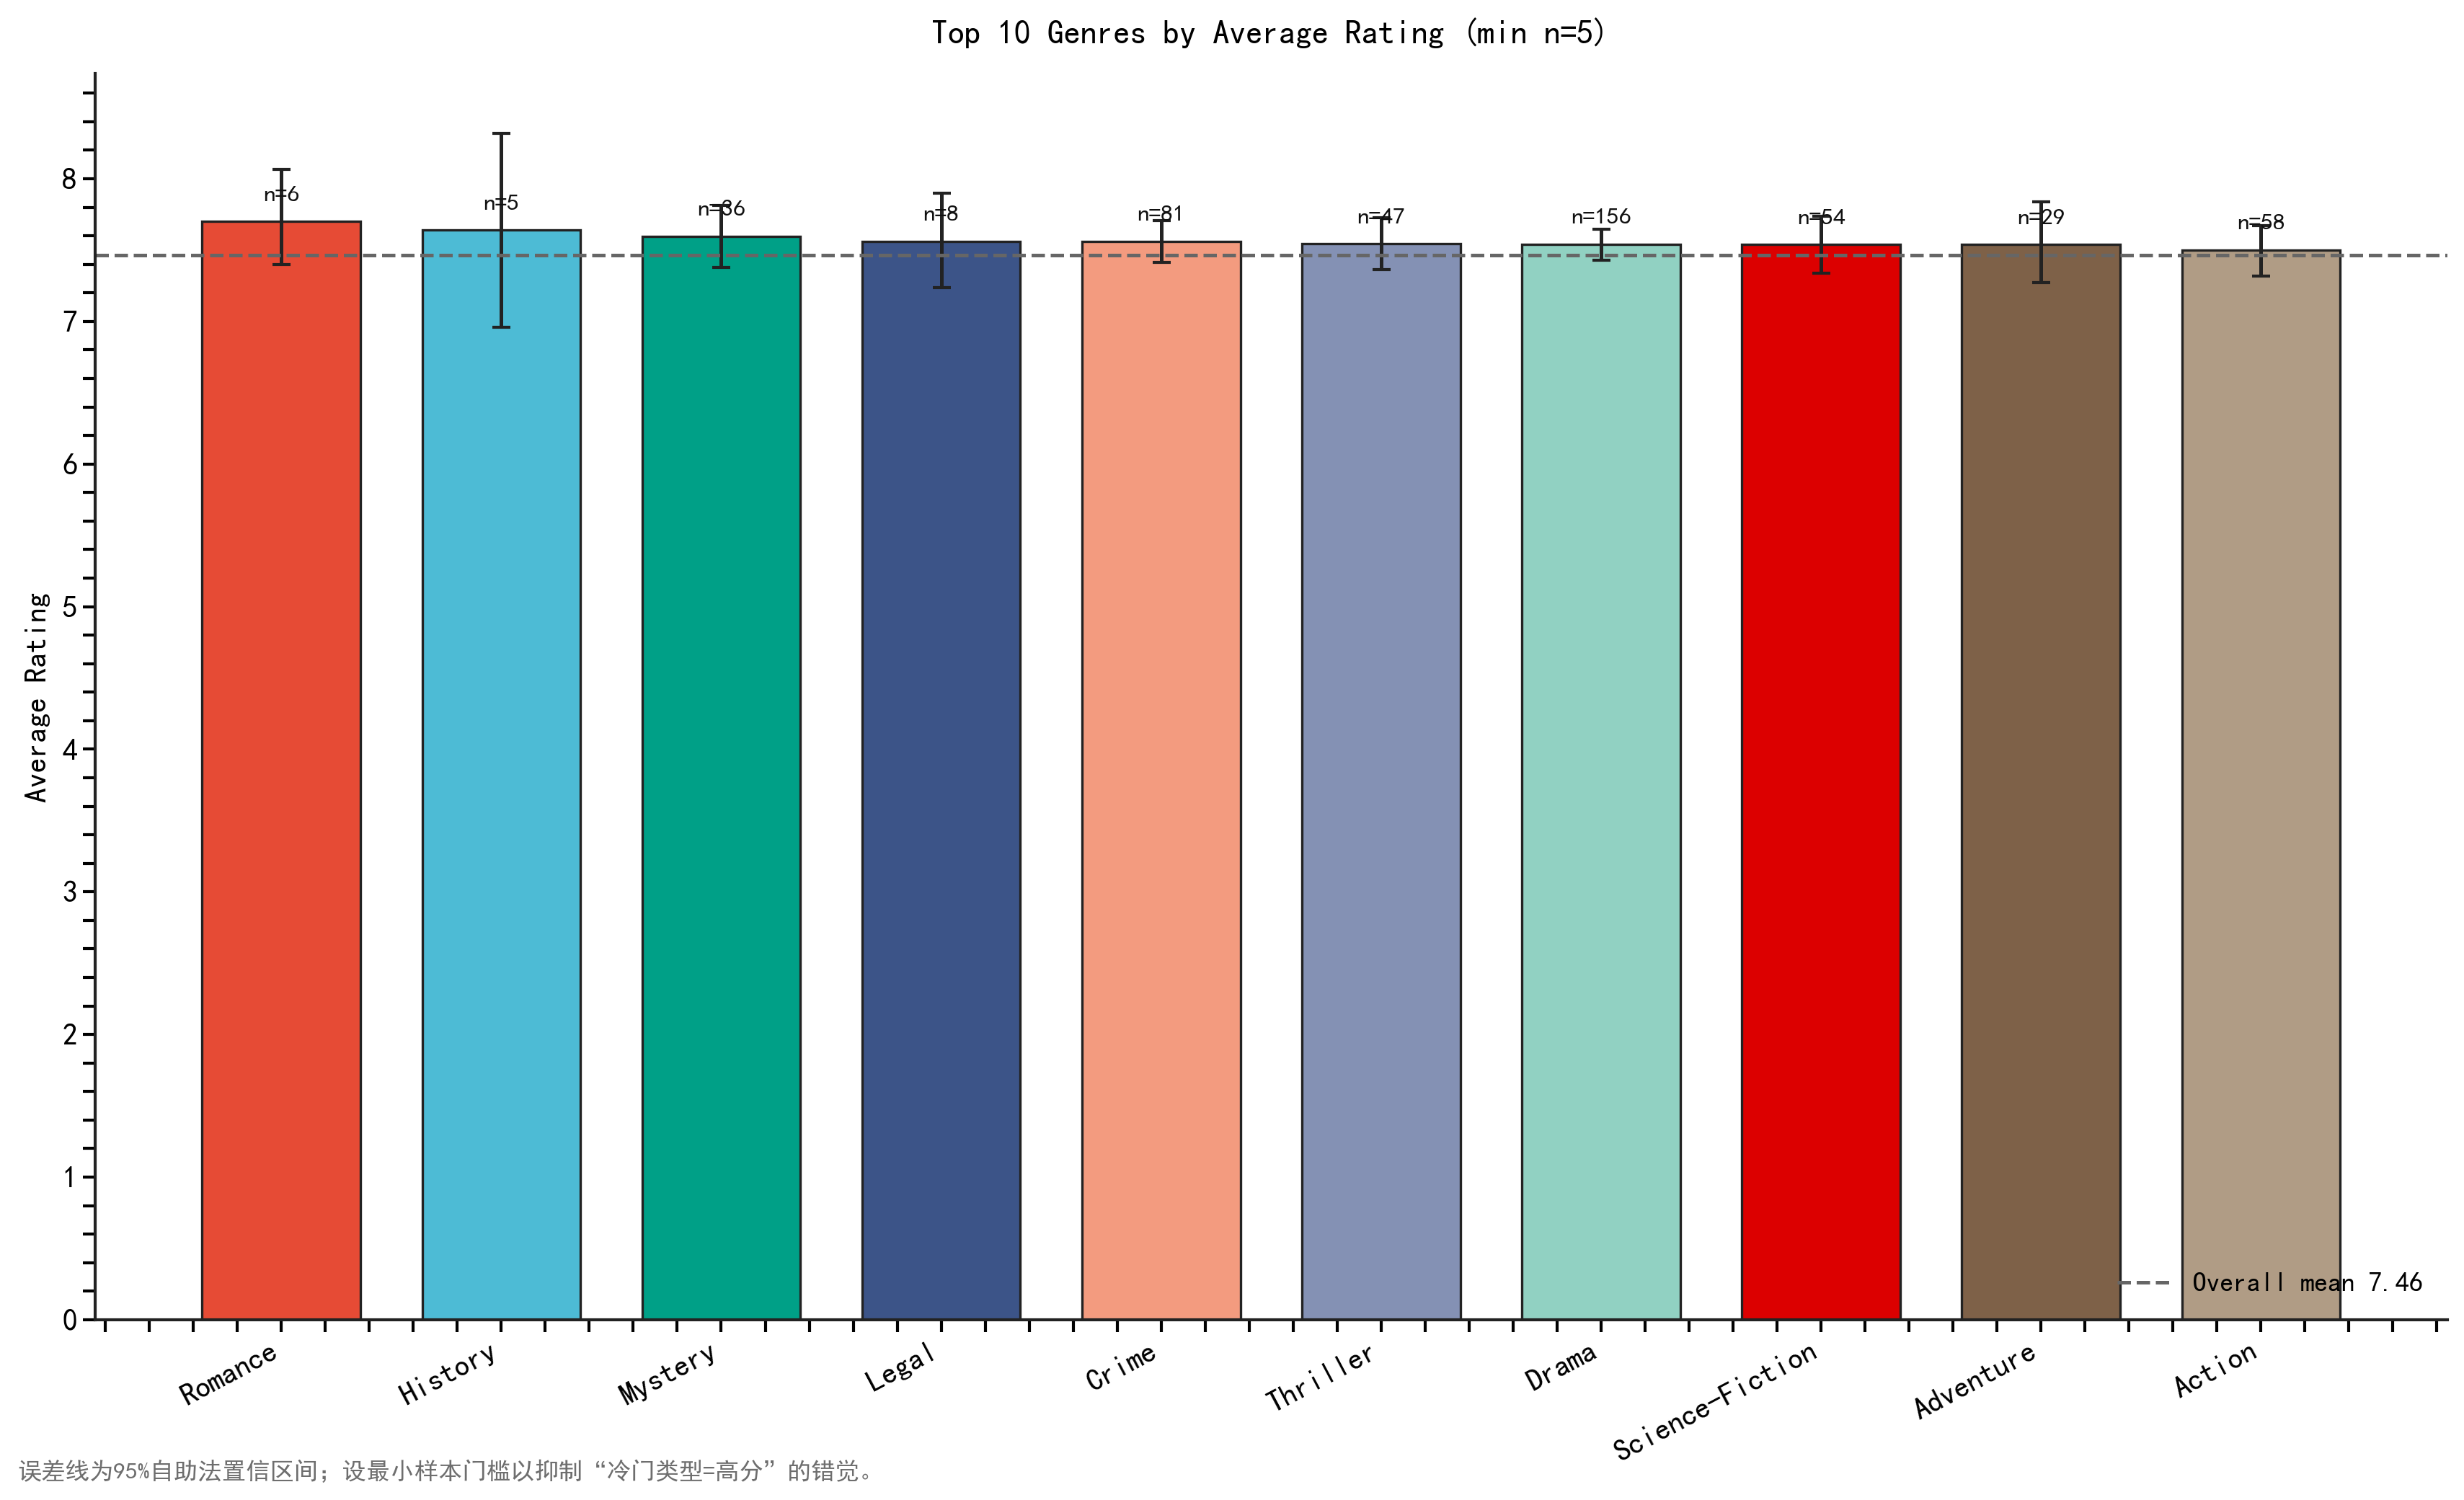 Top 10 Genres by Average Rating (min n=5)
Average Rating
8
7
6
5
4
3
2
1
0
n=6
n=5
n=36
n=8
n=81
n=47
n=156
n=54
n=29
n=58
Overall mean 7.46
Romance
History
Mystery
Legal
Crime
Thriller
Drama
Science-Fiction
Adventure
Action
误差线为95%自助法置信区间；设最小样本门槛以抑制“冷门类型=高分”的错觉。